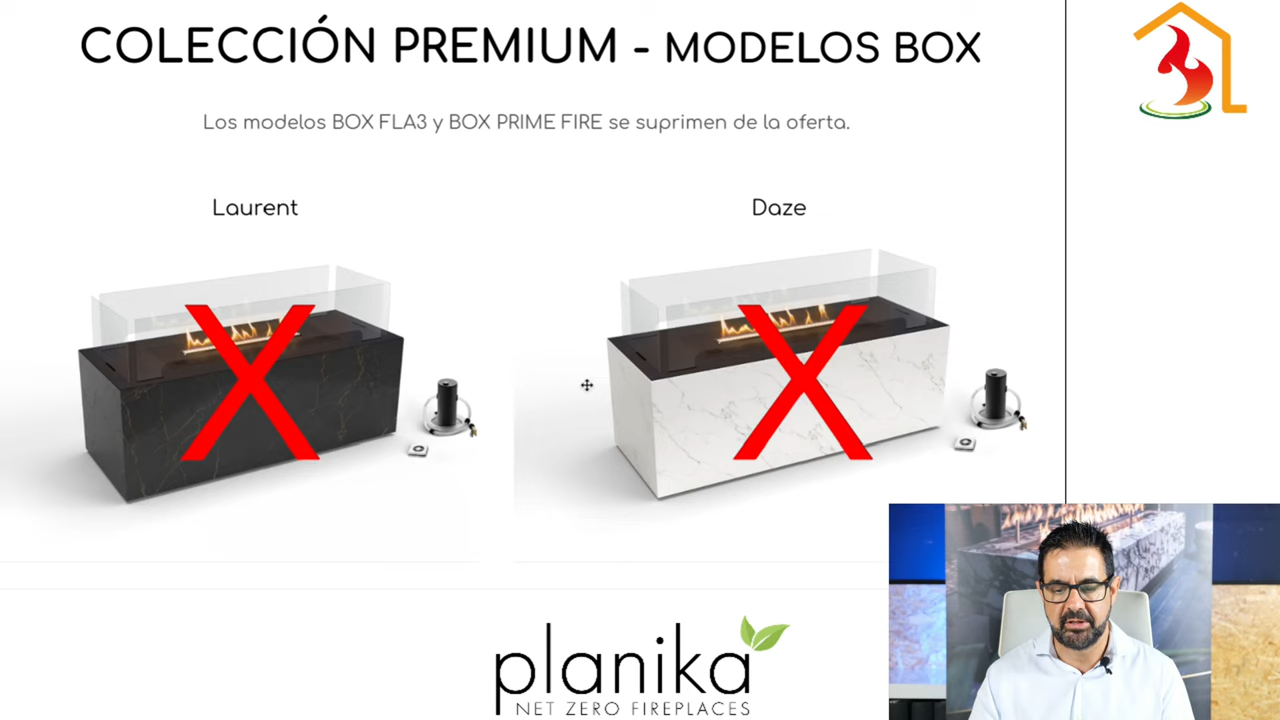 COLECCIÓN PREMIUM - MODELOS BOX
Los modelos BOX FLA3 y BOX PRIME FIRE se suprimen de la oferta.
Laurent
Daze
X
X
planika
NET ZERO FIREPLACES